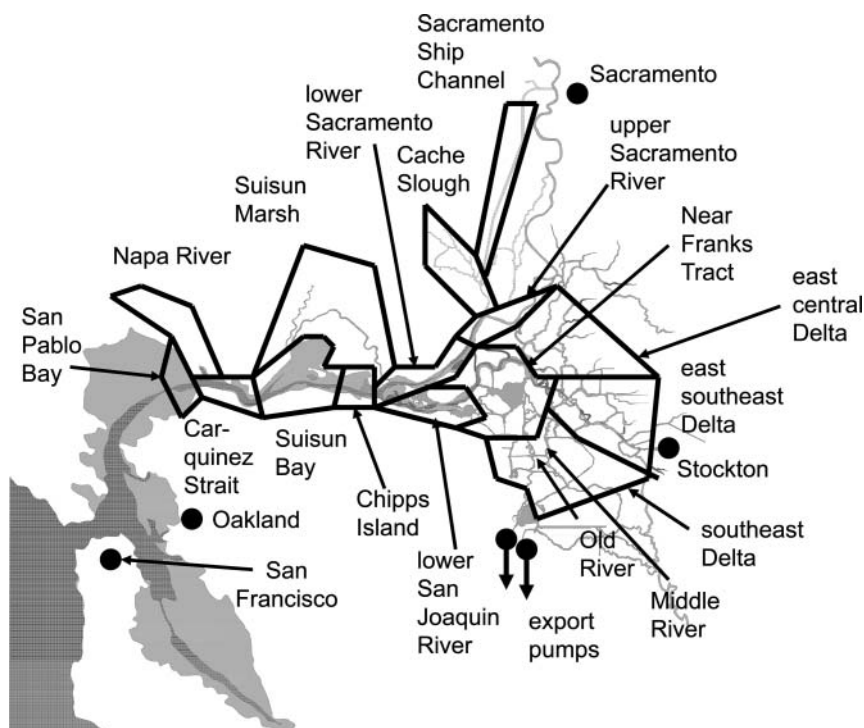 Sacramento
Ship
Channel
Sacramento
lower
Sacramento
River
upper
Sacramento
River
Cache
Slough
Suisun
Marsh
Near
Franks
Tract
Napa River
east
central
Delta
San
Pablo
Bay
east
southeast
Delta
Car-
quinez
Strait
Suisun
Bay
Stockton
Chipps
Island
Oakland
southeast
Delta
Old
River
lower
San
Joaquin
River
San
Francisco
Middle
River
export
pumps